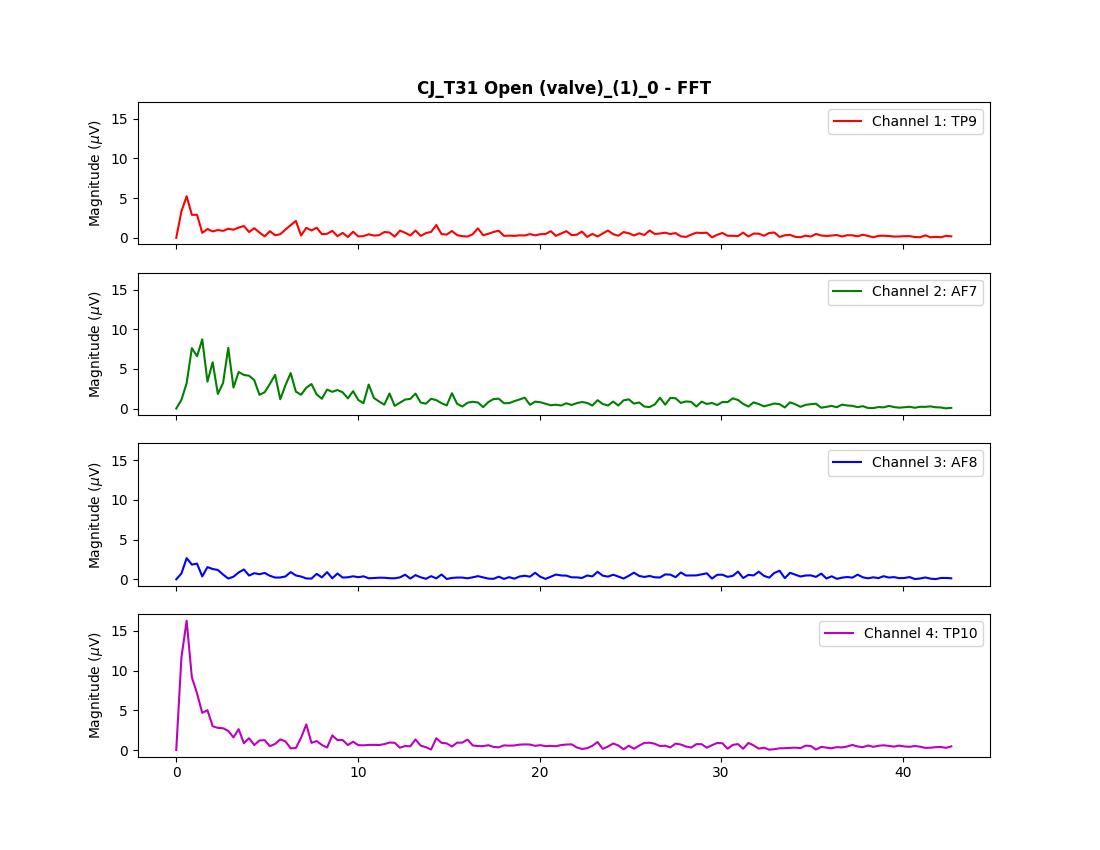 CJ_T31 Open (valve)_(1)_0 - FFT
Magnitude (μV)
15
10
5
0
Channel 1: TP9
Magnitude (μV)
15
10
5
0
Channel 2: AF7
Magnitude (μV)
15
10
5
0
Channel 3: AF8
Magnitude (μV)
15
10
5
0
Channel 4: TP10
0 10 20 30 40